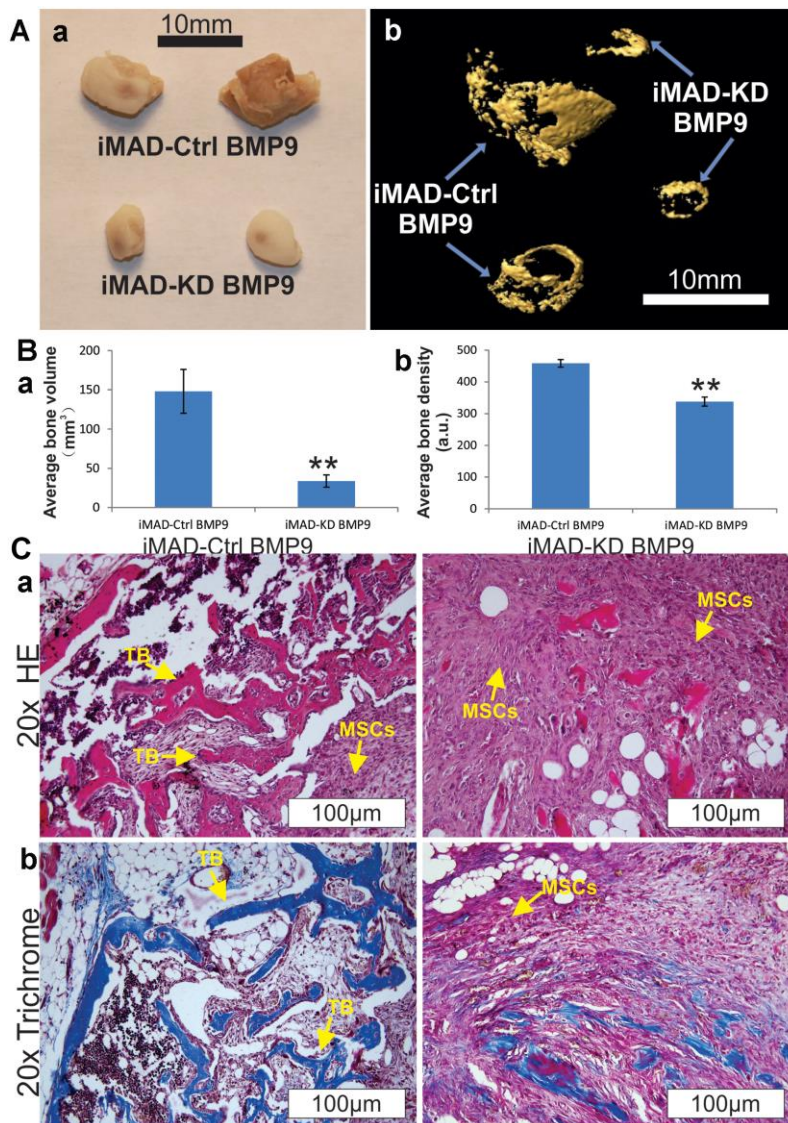 A
a
10mm
iMAD-Ctrl BMP9
iMAD-KD BMP9
b
iMAD-KD
BMP9
iMAD-Ctrl
BMP9
10mm
B
a
Average bone volume
(mm³)
200
150
100
50
0
**
iMAD-Ctrl BMP9
iMAD-KD BMP9
b
Average bone density
(a.u.)
500
400
300
200
100
0
**
iMAD-Ctrl BMP9
iMAD-KD BMP9
C
iMAD-Ctrl BMP9
iMAD-KD BMP9
a
20x HE
TB
TB
MSCs
100µm
MSCs
MSCs
100µm
b
20x Trichrome
TB
TB
100µm
MSCs
100µm